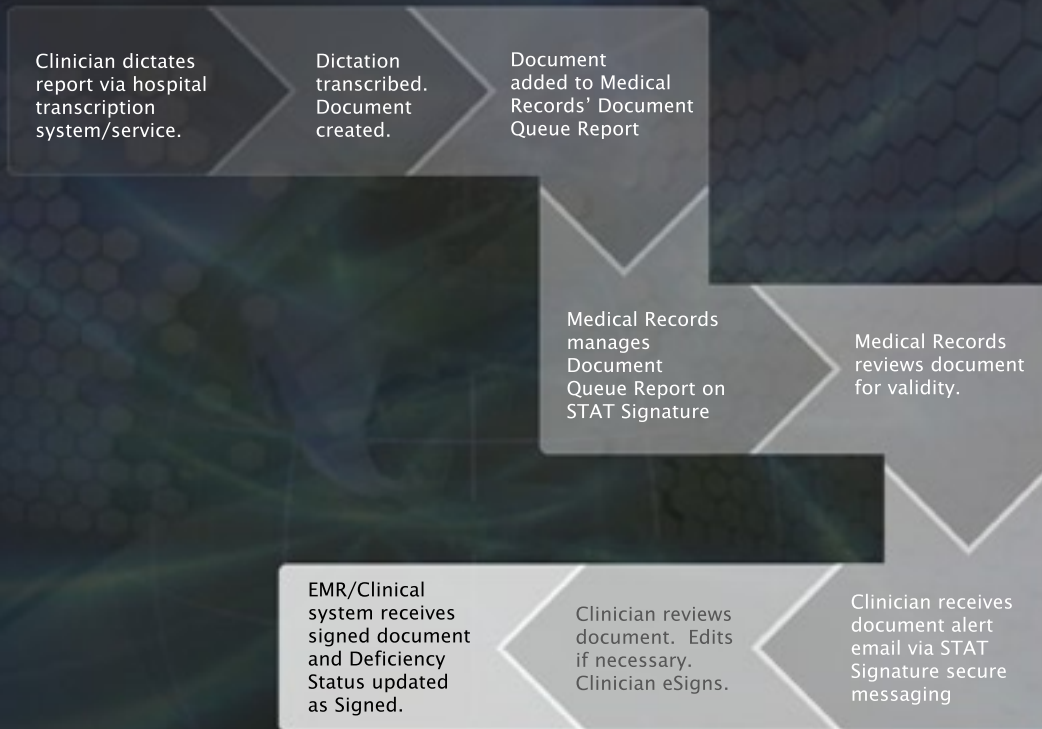 Clinician dictates
report via hospital
transcription
system/service.
Dictation
transcribed.
Document
created.
Document
added to Medical
Records’ Document
Queue Report
Medical Records
manages
Document
Queue Report on
STAT Signature
Medical Records
reviews document
for validity.
Clinician receives
document alert
email via STAT
Signature secure
messaging
Clinician reviews
document.  Edits
if necessary.
Clinician eSigns.
EMR/Clinical
system receives
signed document
and Deficiency
Status updated
as Signed.